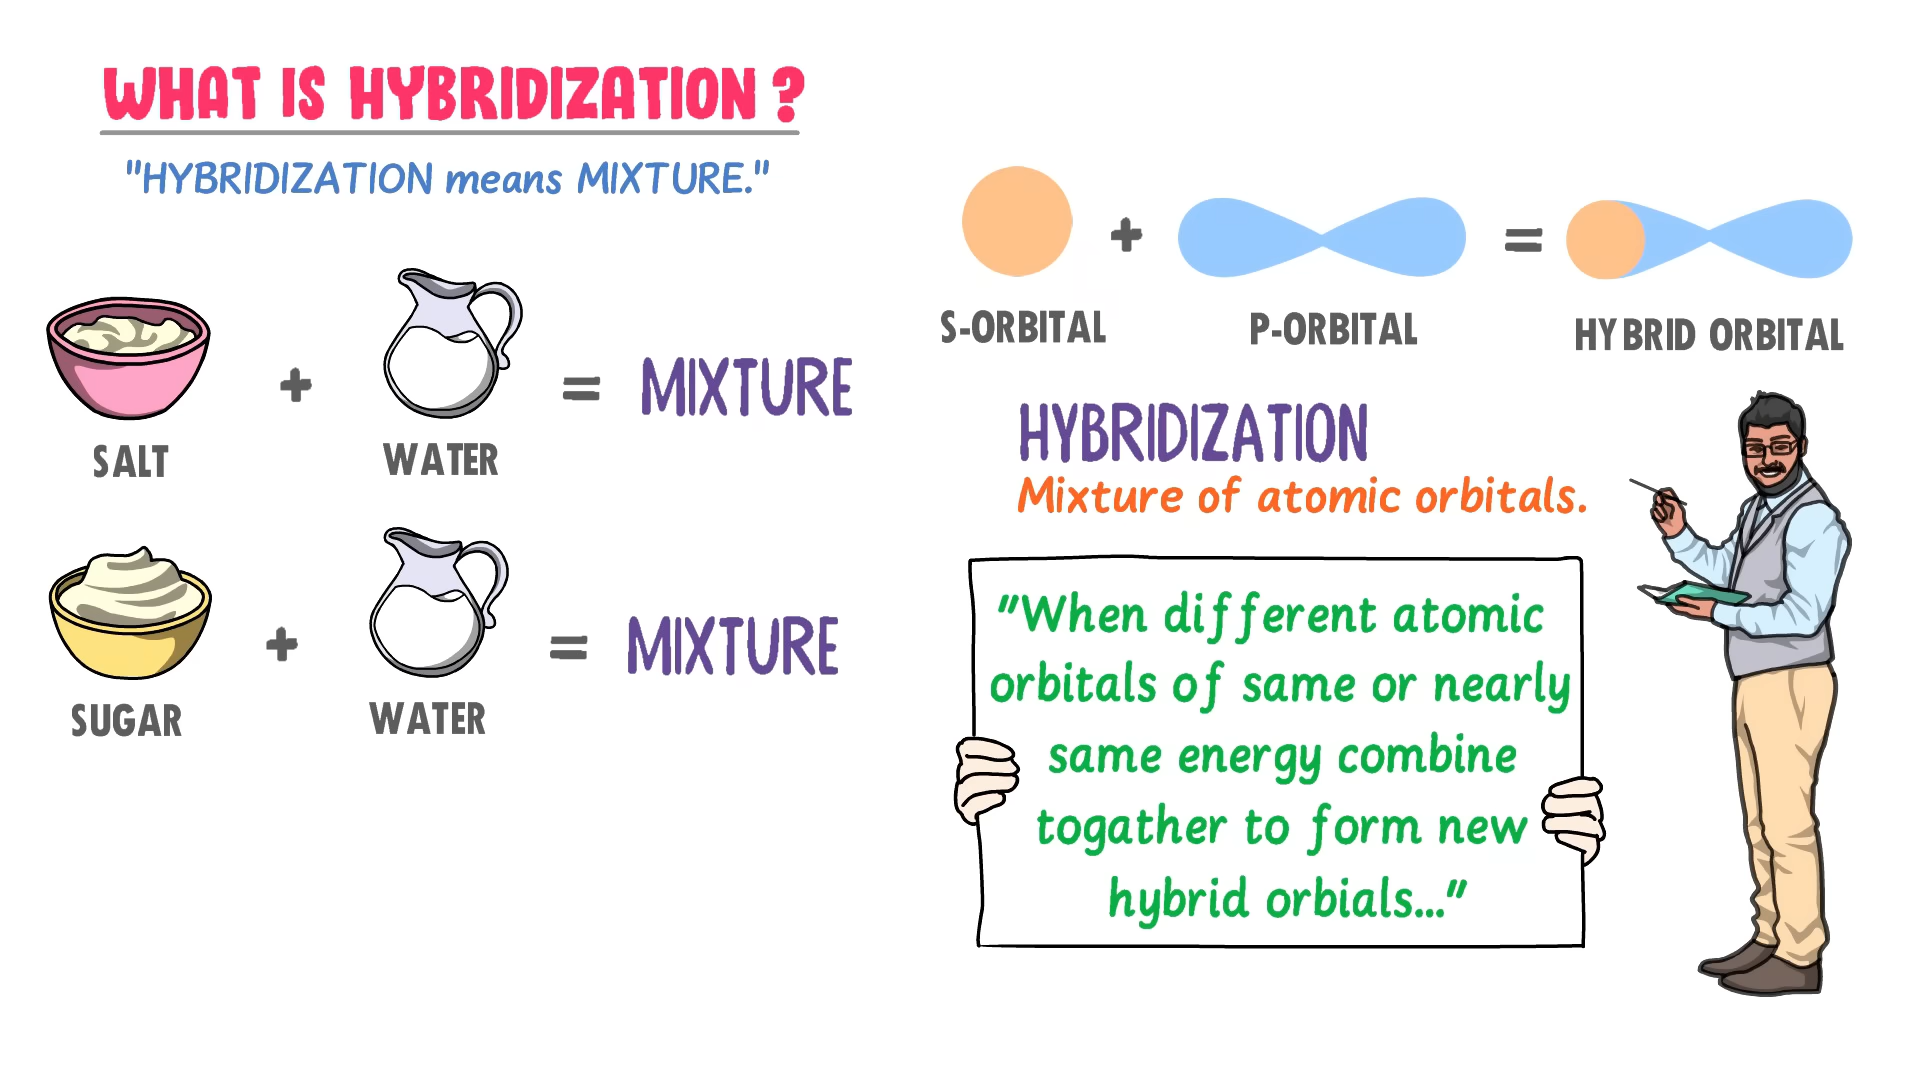 WHAT IS HYBRIDIZATION ?
"HYBRIDIZATION means MIXTURE."
+ = MIXTURE
SALT WATER
+ = MIXTURE
SUGAR WATER
+ =
S-ORBITAL P-ORBITAL HYBRID ORBITAL
HYBRIDIZATION
Mixture of atomic orbitals.
"When different atomic
orbitals of same or nearly
same energy combine
togather to form new
hybrid orbials..."